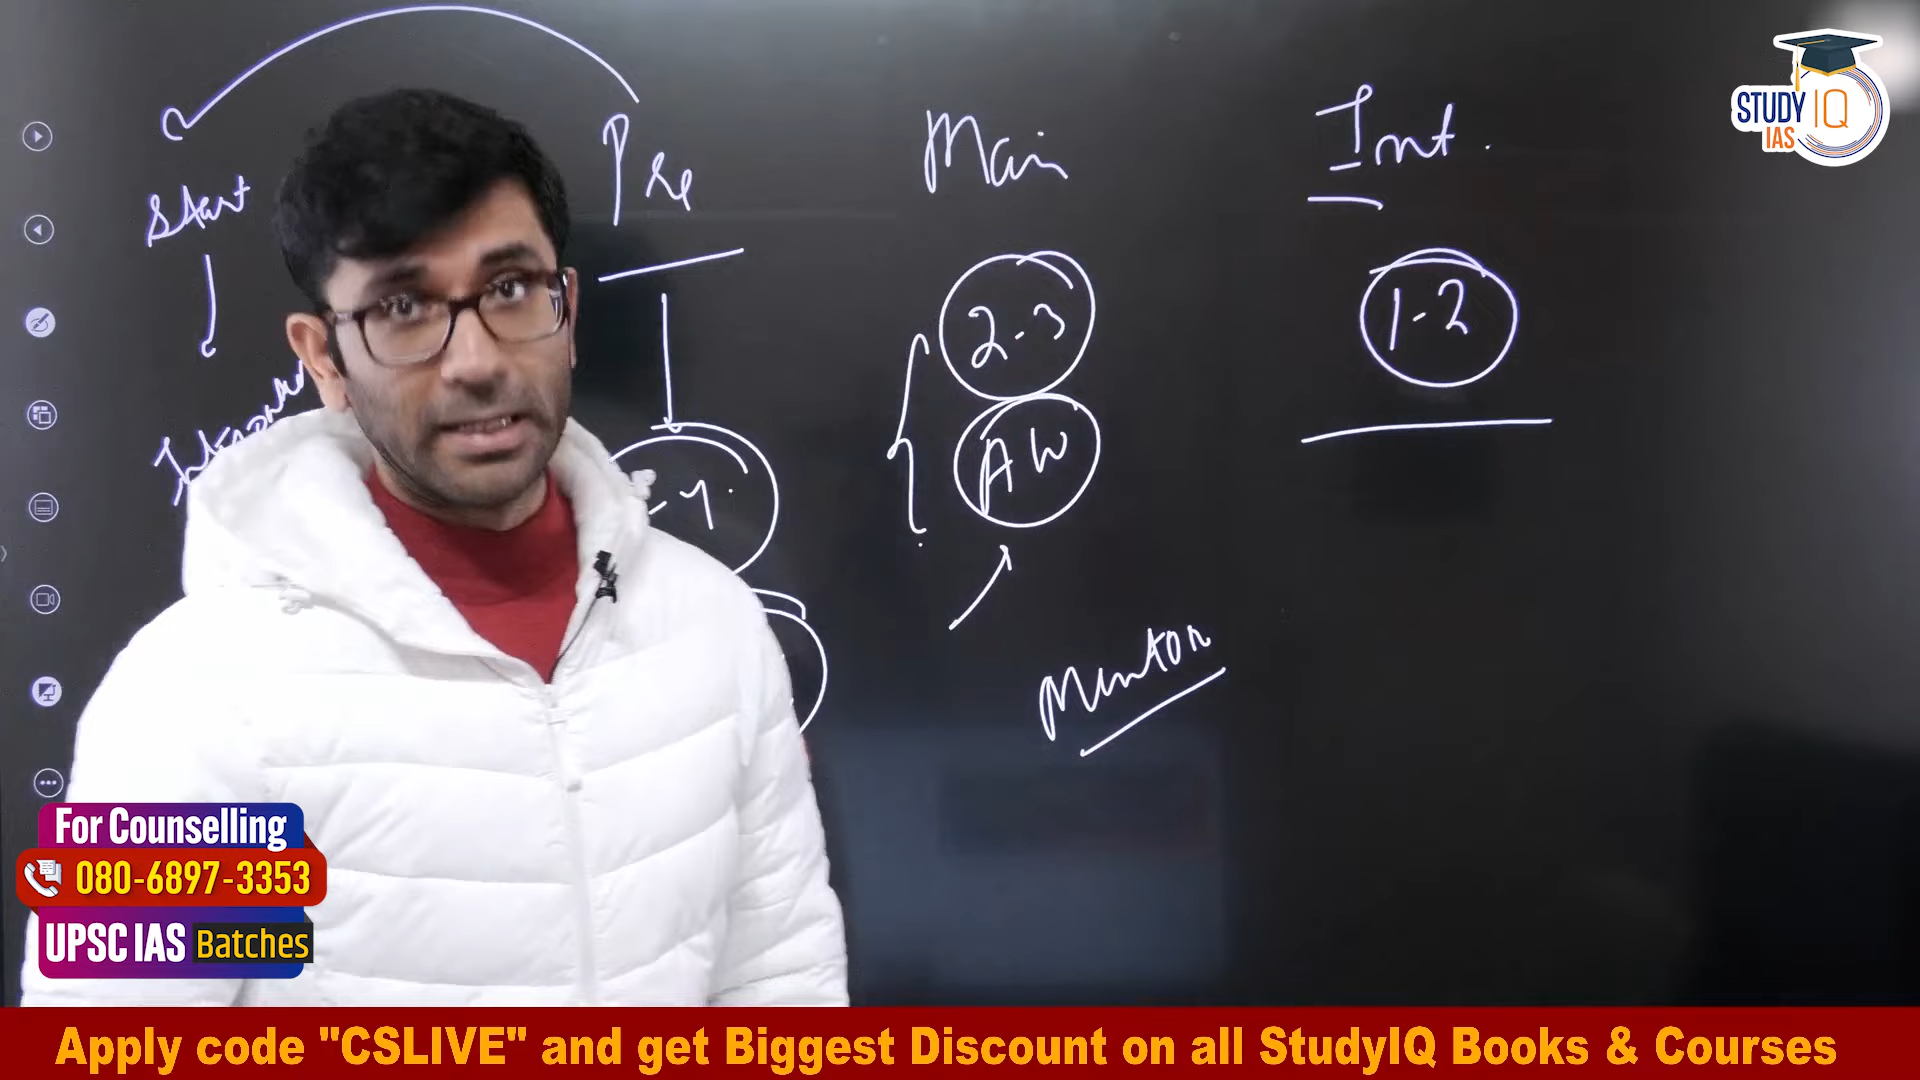 STUDY IQ
IAS
Start
Pre
Main
Int.
2-3
1-2
AW
-7.
Mentor
For Counselling
080-6897-3353
UPSC IAS Batches
Apply code "CSLIVE" and get Biggest Discount on all StudyIQ Books & Courses